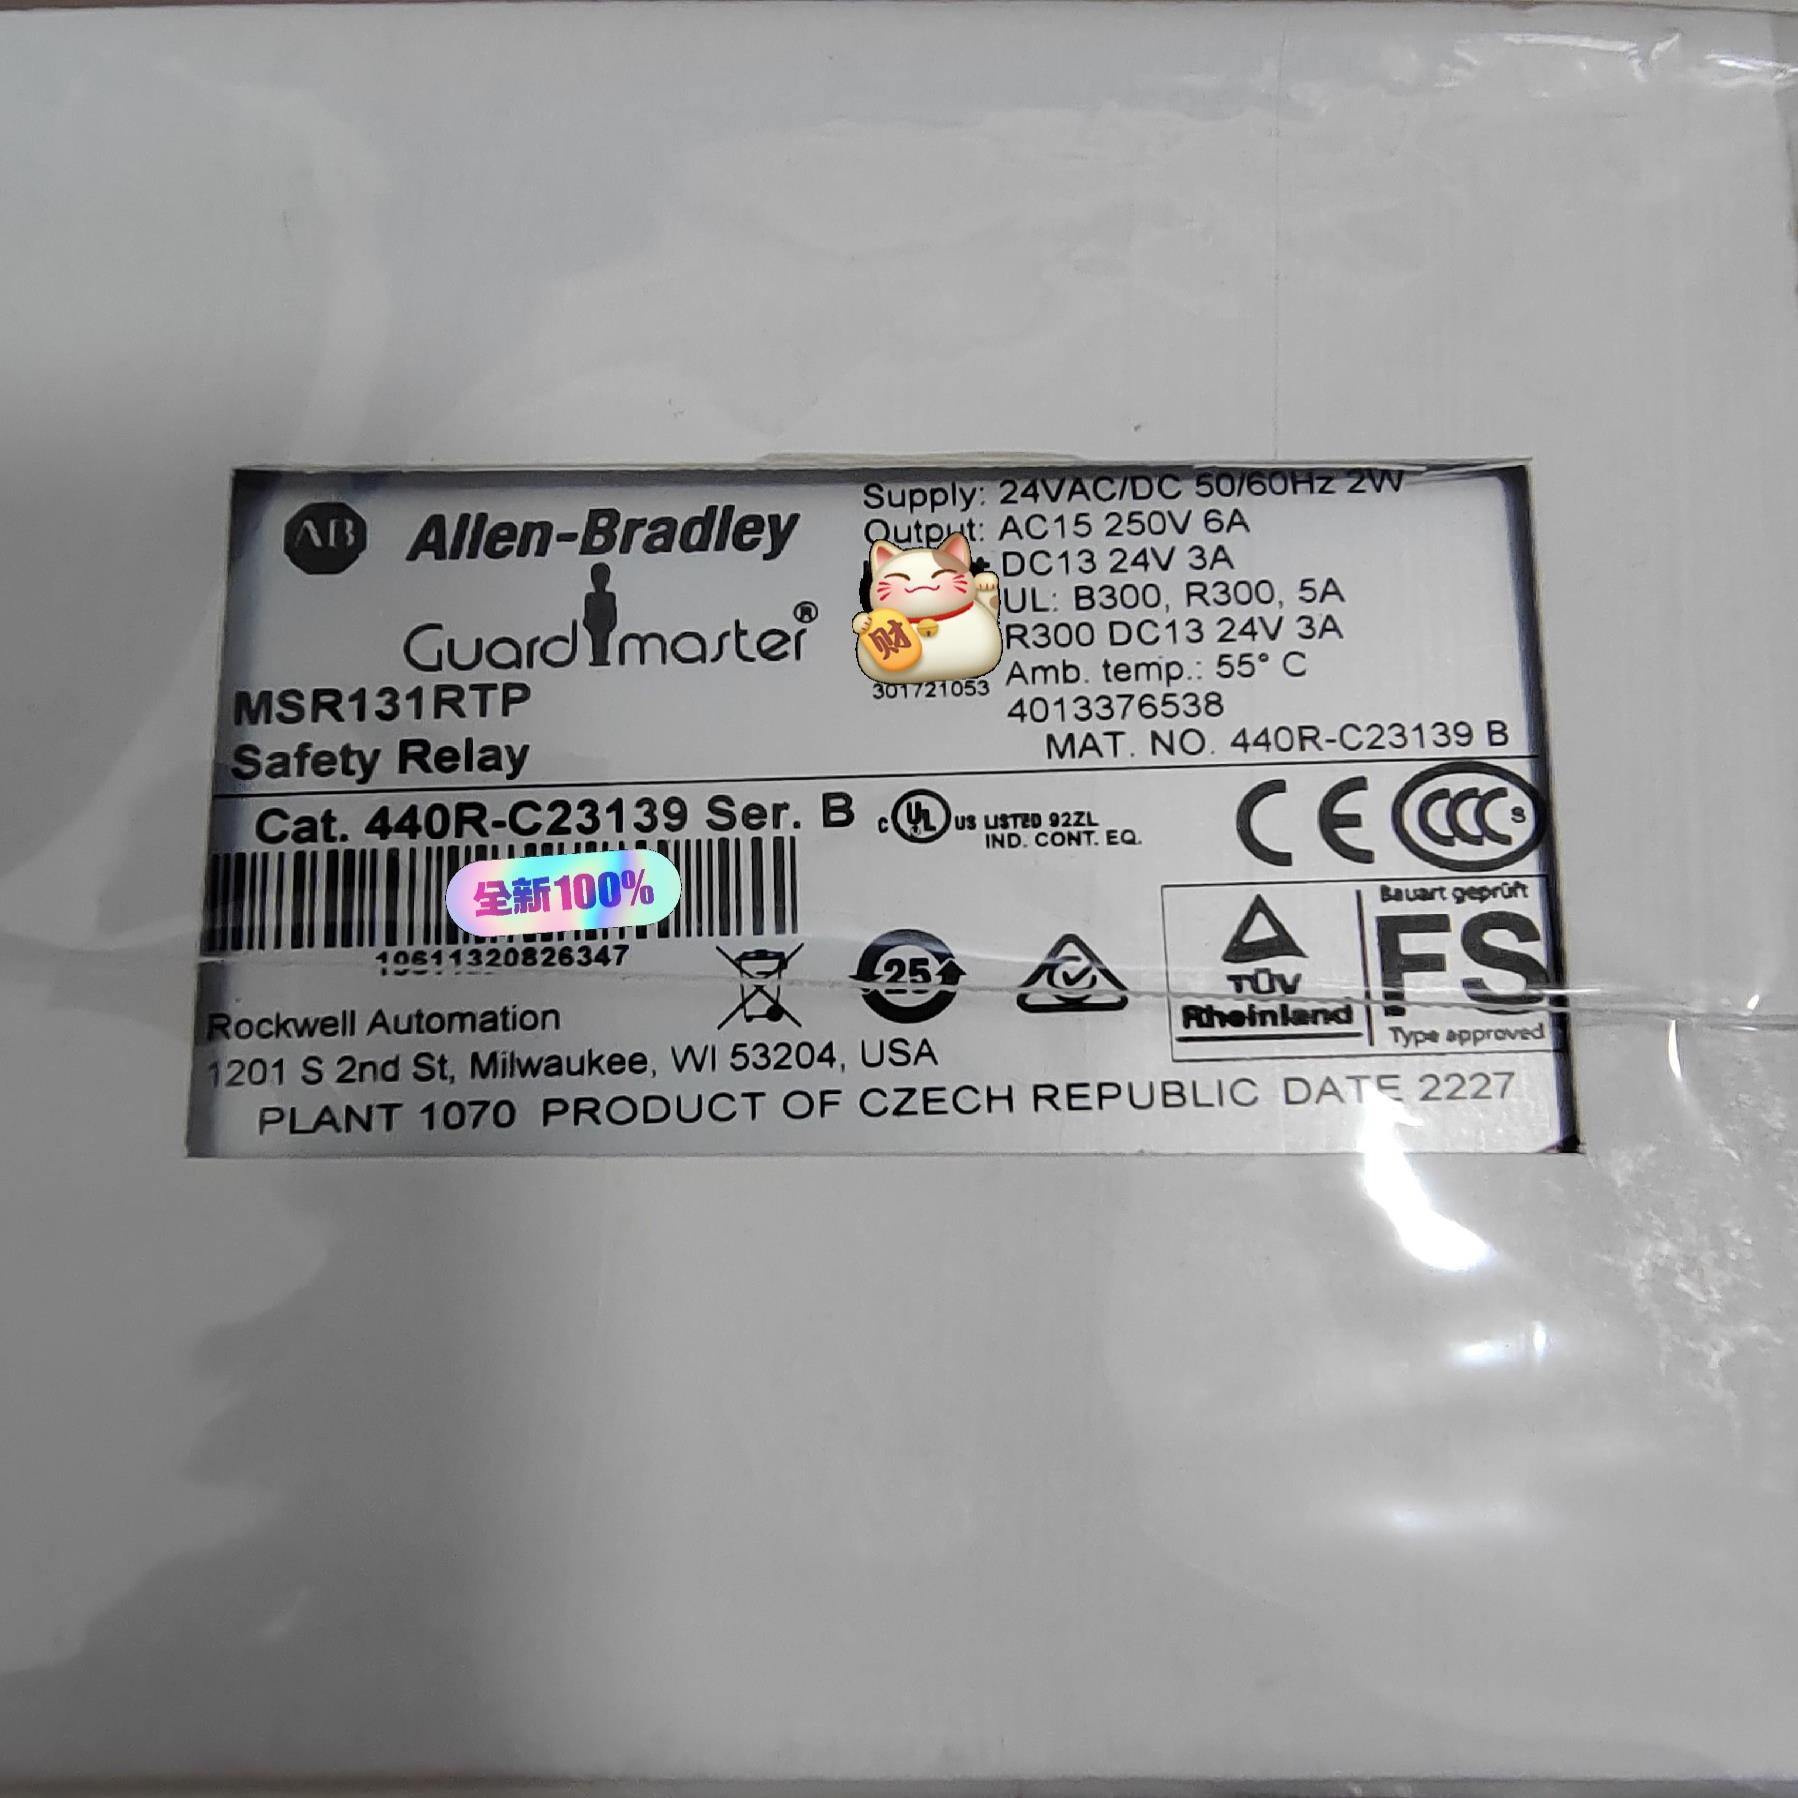 AB Allen-Bradley
Guardmaster®
MSR131RTP
Safety Relay
Supply: 24VAC/DC 50/60Hz 2W
Output: AC15 250V 6A
DC13 24V 3A
UL: B300, R300, 5A
R300 DC13 24V 3A
Amb. temp.: 55° C
财
301721053
4013376538
MAT. NO. 440R-C23139 B
Cat. 440R-C23139 Ser. B
c UL us LISTED 92ZL
IND. CONT. EQ.
CE CCC S
全新100%
10611320826347
25
TÜV
Rheinland
Bauart geprüft
FS
Type approved
Rockwell Automation
1201 S 2nd St, Milwaukee, WI 53204, USA
PLANT 1070 PRODUCT OF CZECH REPUBLIC DATE 2227